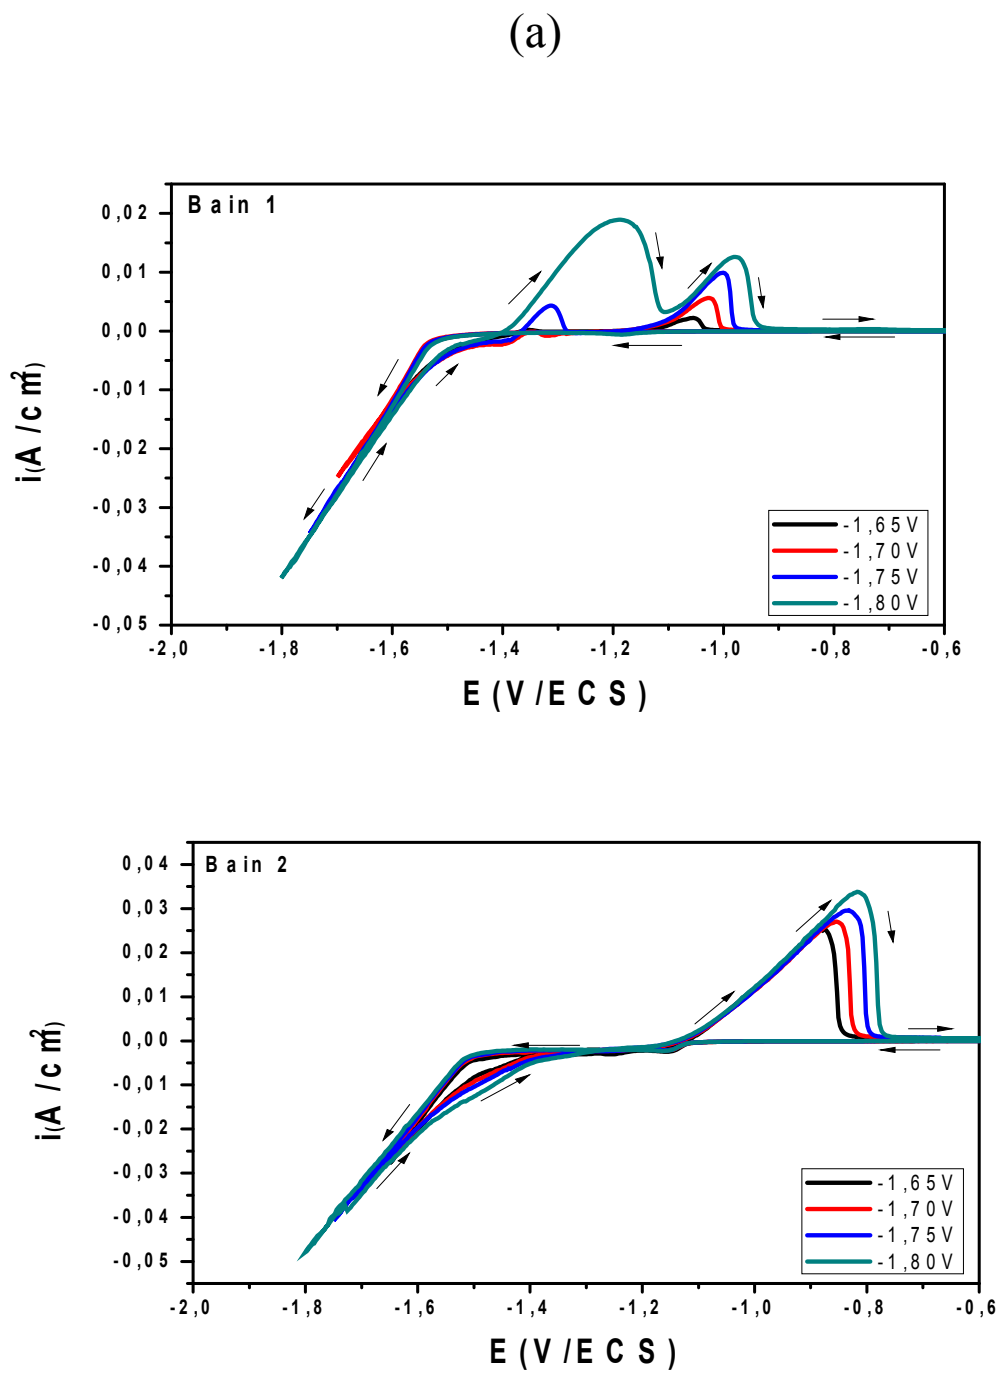 (a)
Bain 1
0,02
0,01
0,00
-0,01
-0,02
-0,03
-0,04
-0,05
i(A/cm²)
-1,65V
-1,70V
-1,75V
-1,80V
-2,0 -1,8 -1,6 -1,4 -1,2 -1,0 -0,8 -0,6
E(V/ECS)
Bain 2
0,04
0,03
0,02
0,01
0,00
-0,01
-0,02
-0,03
-0,04
-0,05
i(A/cm²)
-1,65V
-1,70V
-1,75V
-1,80V
-2,0 -1,8 -1,6 -1,4 -1,2 -1,0 -0,8 -0,6
E(V/ECS)